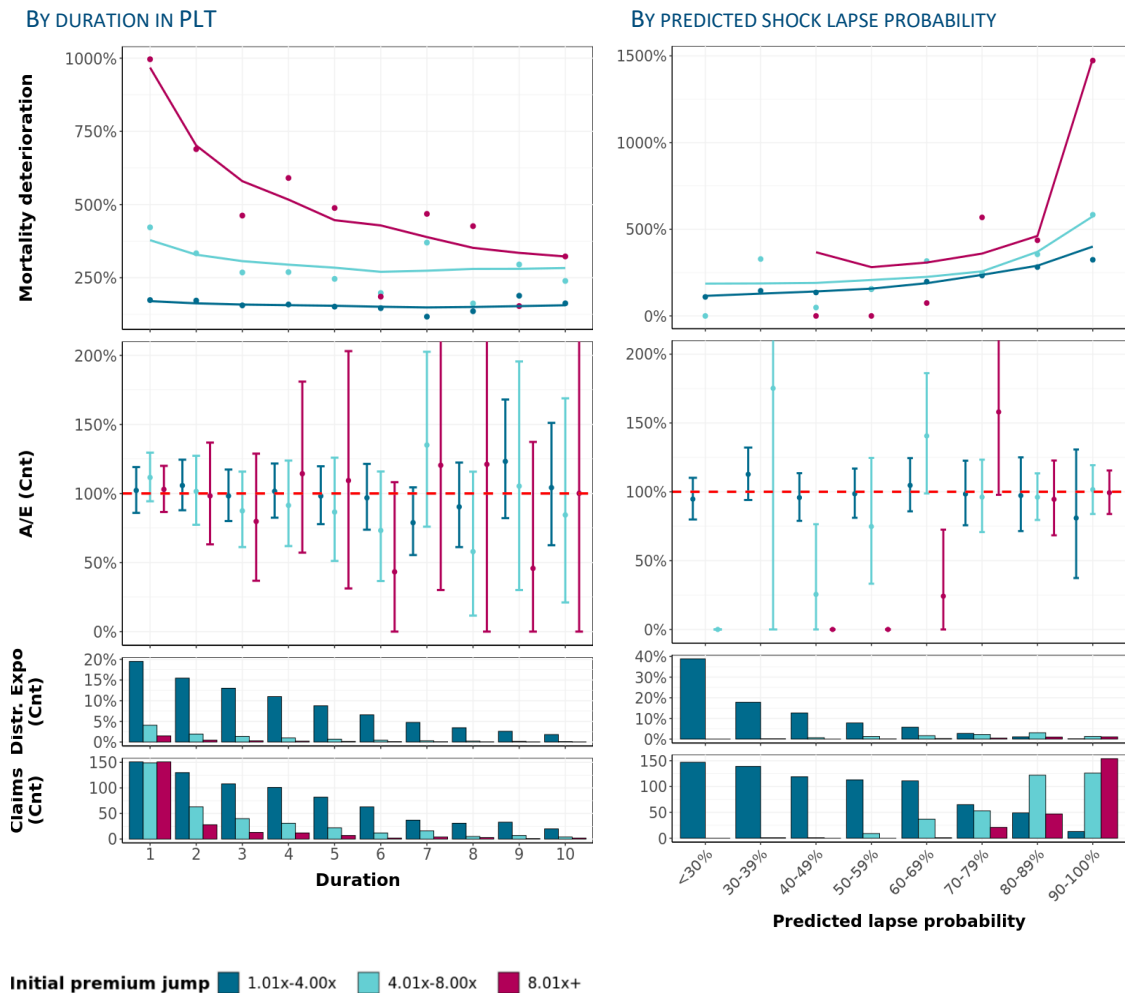 BY DURATION IN PLT
BY PREDICTED SHOCK LAPSE PROBABILITY
Mortality deterioration
1000%
750%
500%
250%
1500%
1000%
500%
0%
A/E (Cnt)
200%
150%
100%
50%
0%
200%
150%
100%
50%
0%
Distr. Expo
(Cnt)
20%
15%
10%
5%
0%
40%
30%
20%
10%
0%
Claims
(Cnt)
150
100
50
0
150
100
50
0
1 2 3 4 5 6 7 8 9 10
<30% 30-39% 40-49% 50-59% 60-69% 70-79% 80-89% 90-100%
Duration
Predicted lapse probability
Initial premium jump 1.01x-4.00x 4.01x-8.00x 8.01x+